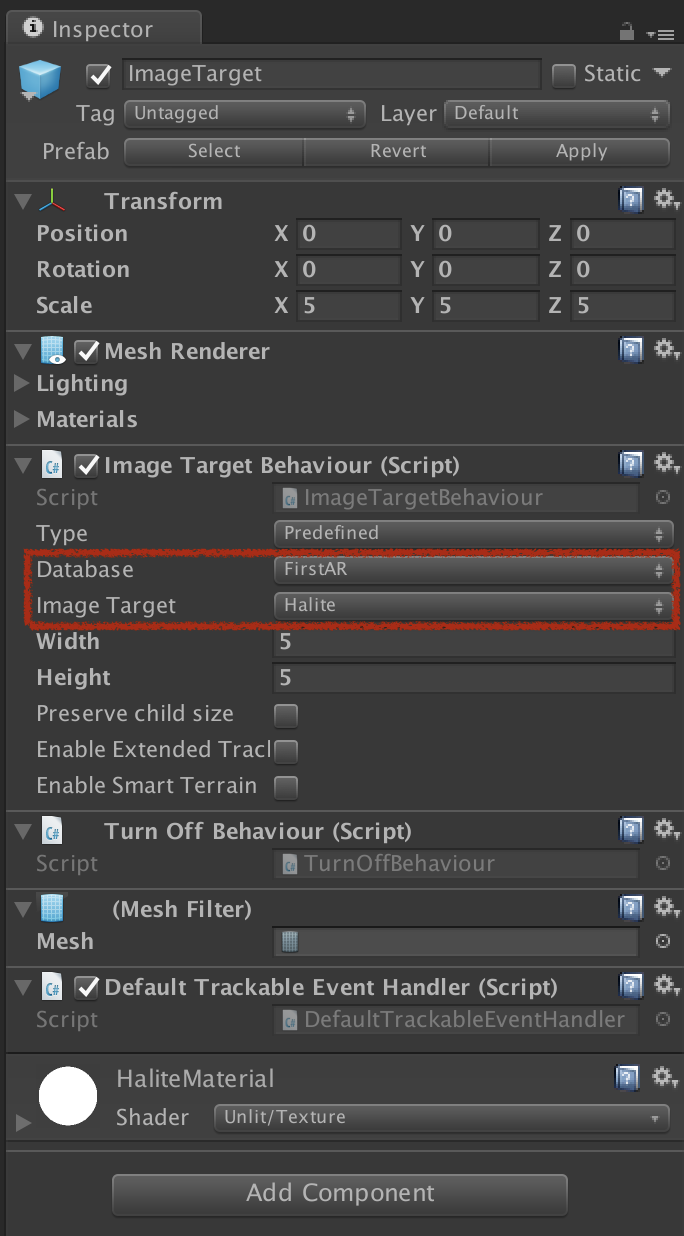 Inspector
ImageTarget Static
Tag Untagged Layer Default
Prefab Select Revert Apply
Transform
Position X 0 Y 0 Z 0
Rotation X 0 Y 0 Z 0
Scale X 5 Y 5 Z 5
Mesh Renderer
Lighting
Materials
C# Image Target Behaviour (Script)
Script C# ImageTargetBehaviour
Type Predefined
Database FirstAR
Image Target Halite
Width 5
Height 5
Preserve child size
Enable Extended Tracl
Enable Smart Terrain
C# Turn Off Behaviour (Script)
Script C# TurnOffBehaviour
(Mesh Filter)
Mesh
C# Default Trackable Event Handler (Script)
Script C# DefaultTrackableEventHandler
HaliteMaterial
Shader Unlit/Texture
Add Component